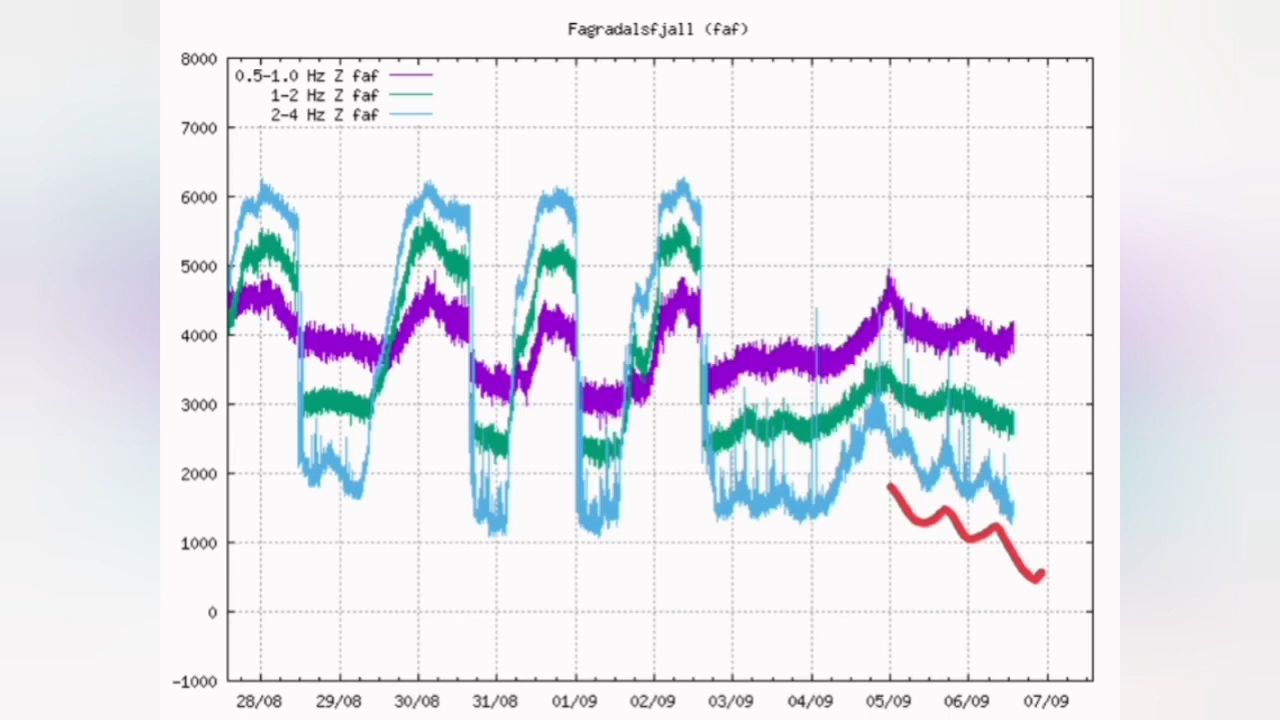 Fagradalsfjall (faf)
8000
0.5-1.0 Hz Z faf
1-2 Hz Z faf
2-4 Hz Z faf
7000
6000
5000
4000
3000
2000
1000
0
-1000
28/08 29/08 30/08 31/08 01/09 02/09 03/09 04/09 05/09 06/09 07/09